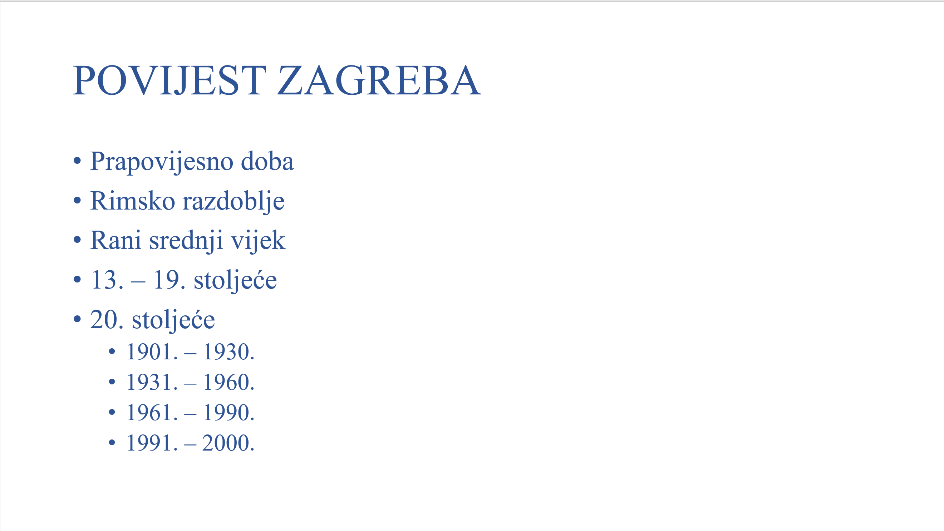 POVIJEST ZAGREBA
• Prapovijesno doba
• Rimsko razdoblje
• Rani srednji vijek
• 13. – 19. stoljeće
• 20. stoljeće
• 1901. – 1930.
• 1931. – 1960.
• 1961. – 1990.
• 1991. – 2000.